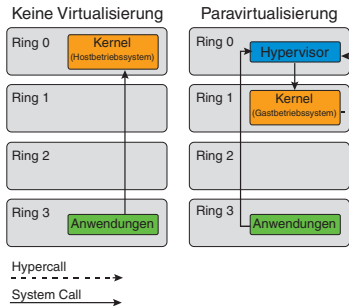 Keine Virtualisierung
Ring 0
Kernel
(Hostbetriebssystem)
Ring 1
Ring 2
Ring 3
Anwendungen
Paravirtualisierung
Ring 0
Hypervisor
Ring 1
Kernel
(Gastbetriebssystem)
Ring 2
Ring 3
Anwendungen
Hypercall
System Call